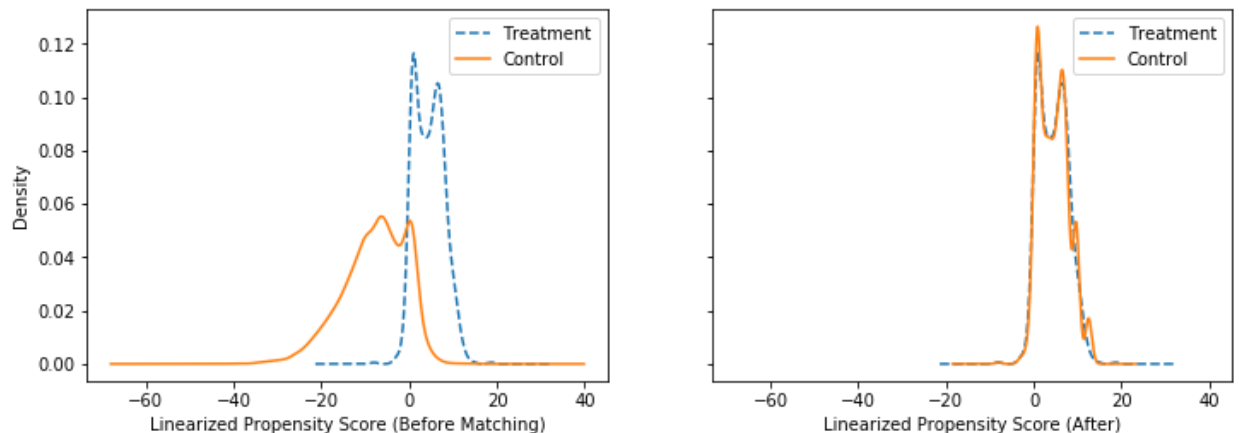 Treatment
Control
Treatment
Control
0.12
0.10
0.08
0.06
0.04
0.02
0.00
Density
−60
−40
−20
0
20
40
−60
−40
−20
0
20
40
Linearized Propensity Score (Before Matching)
Linearized Propensity Score (After)